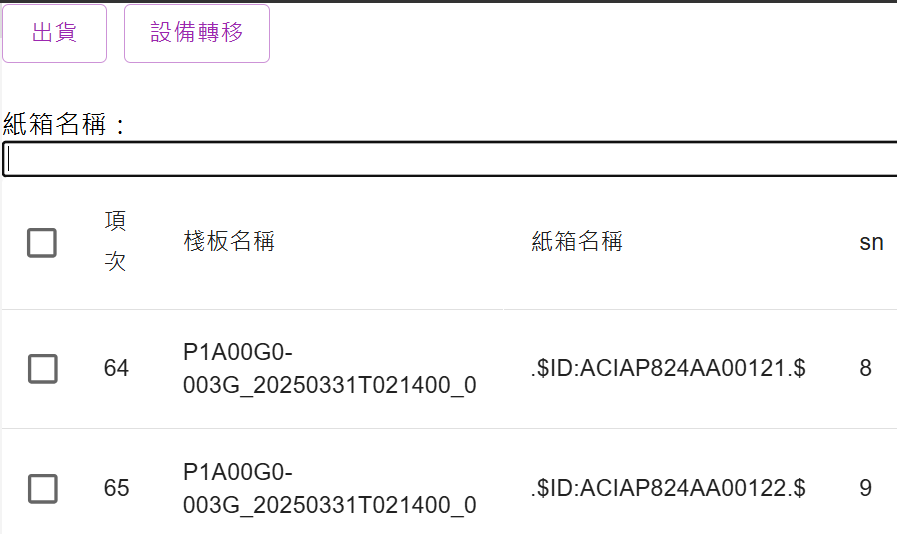 出貨 設備轉移
紙箱名稱：
項次 棧板名稱 紙箱名稱 sn
64 P1A00G0-003G_20250331T021400_0 .$ID:ACIAP824AA00121.$ 8
65 P1A00G0-003G_20250331T021400_0 .$ID:ACIAP824AA00122.$ 9